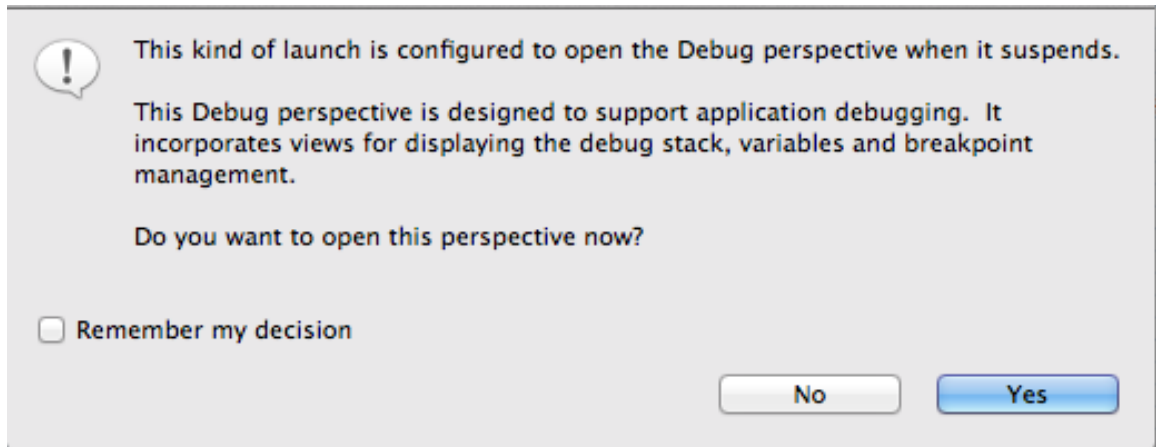 This kind of launch is configured to open the Debug perspective when it suspends.
This Debug perspective is designed to support application debugging.  It
incorporates views for displaying the debug stack, variables and breakpoint
management.
Do you want to open this perspective now?
Remember my decision
No
Yes